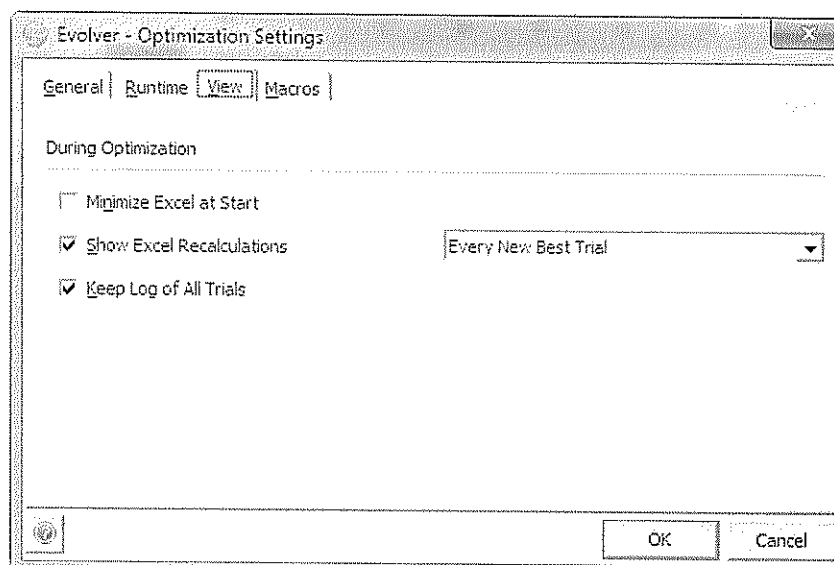 Evolver - Optimization Settings
General Runtime View Macros
During Optimization
Minimize Excel at Start
Show Excel Recalculations Every New Best Trial
Keep Log of All Trials
OK Cancel